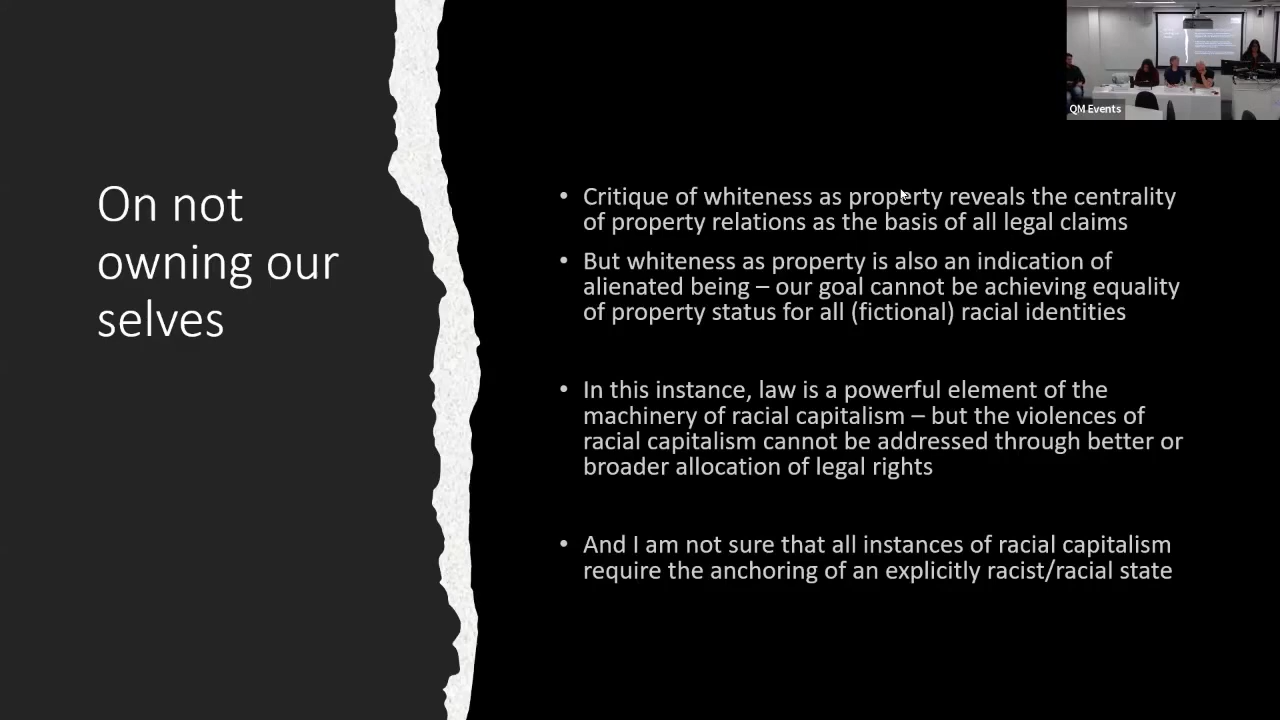 On not
owning our
selves
• Critique of whiteness as property reveals the centrality
of property relations as the basis of all legal claims
• But whiteness as property is also an indication of
alienated being – our goal cannot be achieving equality
of property status for all (fictional) racial identities
• In this instance, law is a powerful element of the
machinery of racial capitalism – but the violences of
racial capitalism cannot be addressed through better or
broader allocation of legal rights
• And I am not sure that all instances of racial capitalism
require the anchoring of an explicitly racist/racial state
QM Events